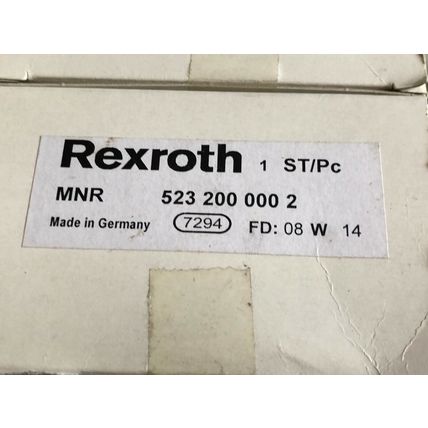 Rexroth 1 ST/Pc
MNR 523 200 000 2
Made in Germany 7294 FD: 08 W 14